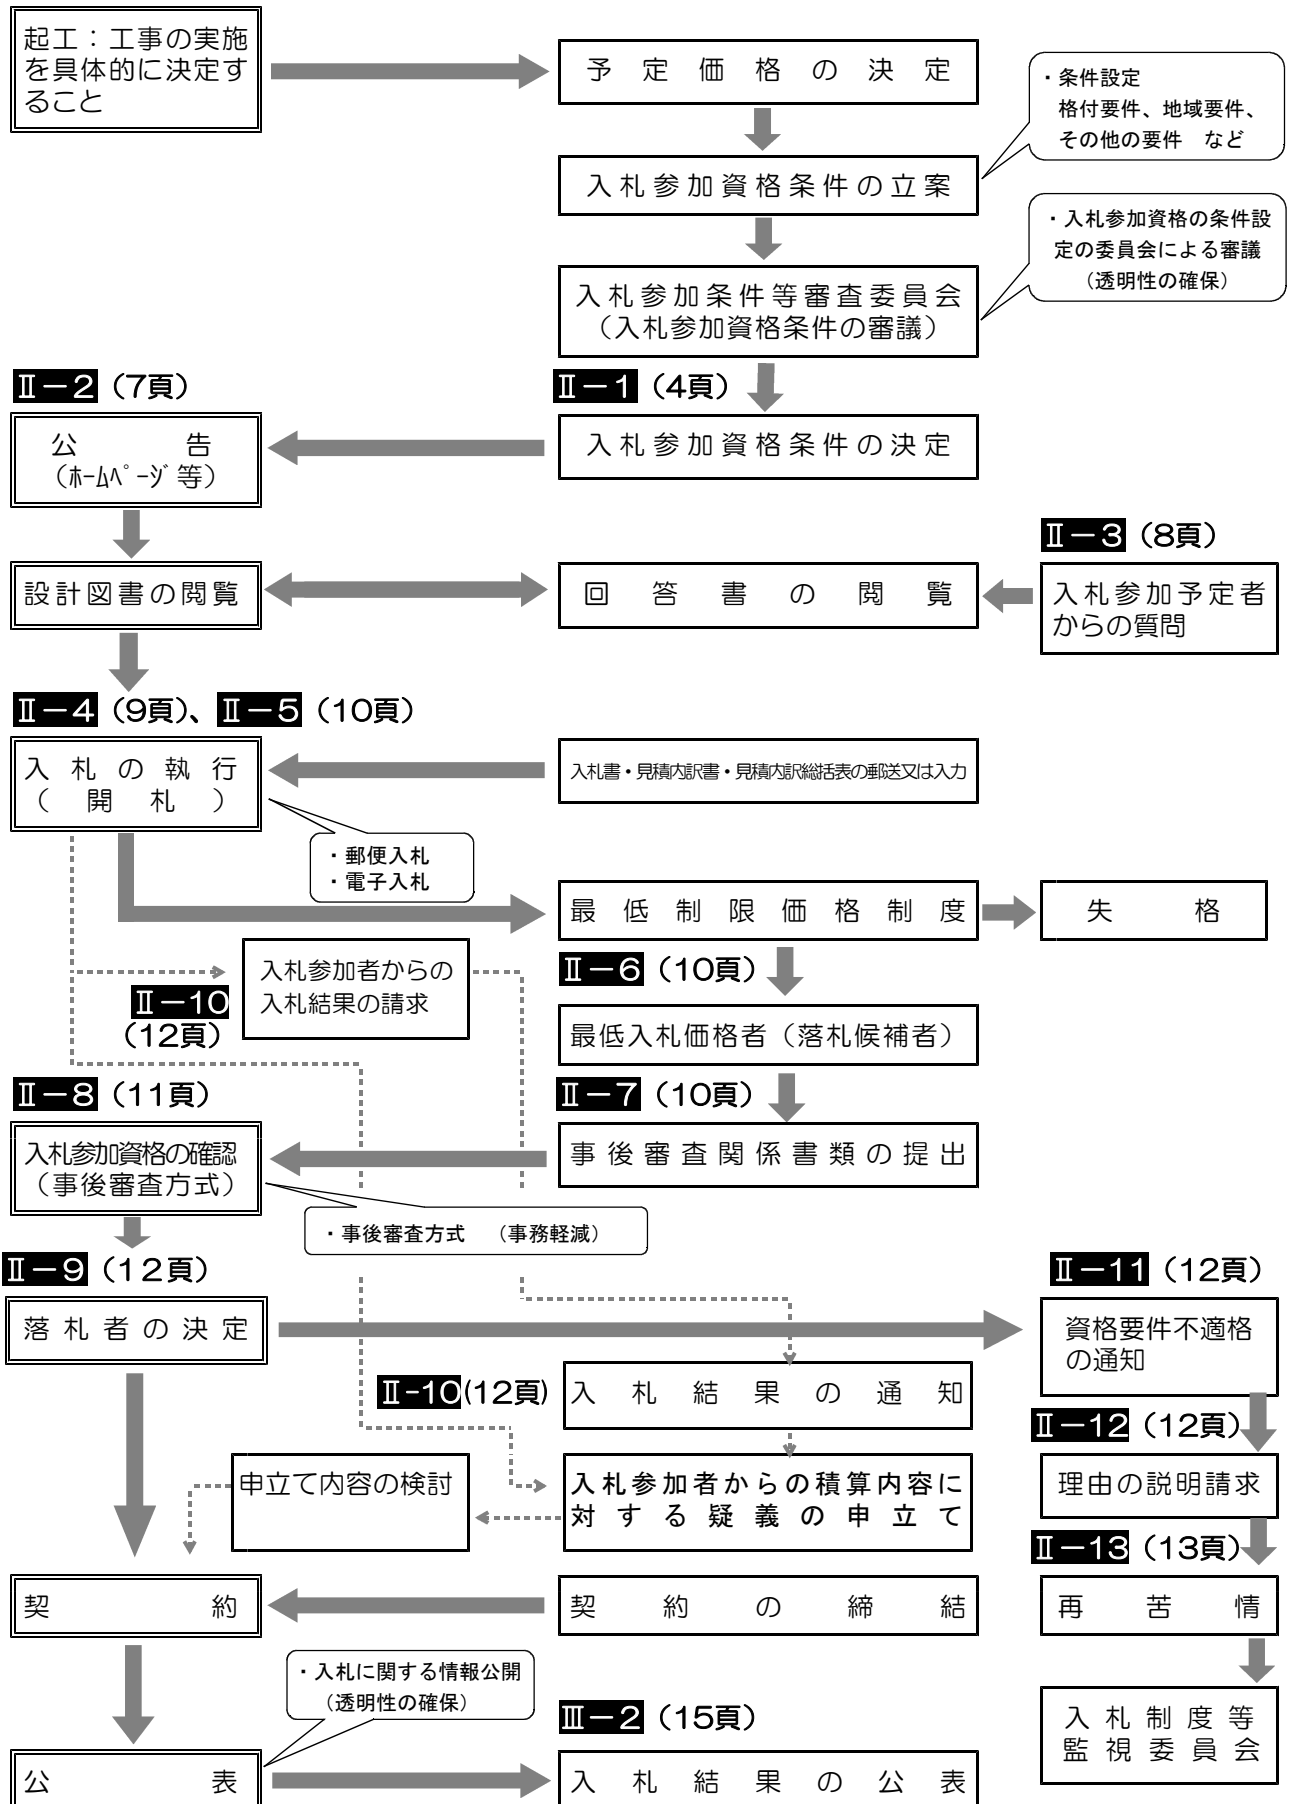 起工：工事の実施
を具体的に決定す
ること
予定価格の決定
・条件設定
格付要件、地域要件、
その他の要件　など
入札参加資格条件の立案
・入札参加資格の条件設
定の委員会による審議
（透明性の確保）
入札参加条件等審査委員会
（入札参加資格条件の審議）
Ⅱ－2（7頁）
Ⅱ－1（4頁）
公告
（ﾎｰﾑﾍﾟｰｼﾞ等）
入札参加資格条件の決定
Ⅱ－3（8頁）
設計図書の閲覧
回答書の閲覧
入札参加予定者
からの質問
Ⅱ－4（9頁）、Ⅱ－5（10頁）
入札の執行
（開札）
入札書・見積内訳書・見積内訳総括表の郵送又は入力
・郵便入札
・電子入札
最低制限価格制度
失格
入札参加者からの
入札結果の請求
Ⅱ－10
（12頁）
Ⅱ－6（10頁）
最低入札価格者（落札候補者）
Ⅱ－8（11頁）
Ⅱ－7（10頁）
入札参加資格の確認
（事後審査方式）
事後審査関係書類の提出
・事後審査方式　（事務軽減）
Ⅱ－9（12頁）
Ⅱ－11（12頁）
落札者の決定
資格要件不適格
の通知
Ⅱ-10(12頁)
入札結果の通知
Ⅱ－12（12頁）
申立て内容の検討
入札参加者からの積算内容に
対する疑義の申立て
理由の説明請求
Ⅱ－13（13頁）
契約
契約の締結
再苦情
・入札に関する情報公開
（透明性の確保）
Ⅲ－2（15頁）
入札制度等
監視委員会
公表
入札結果の公表